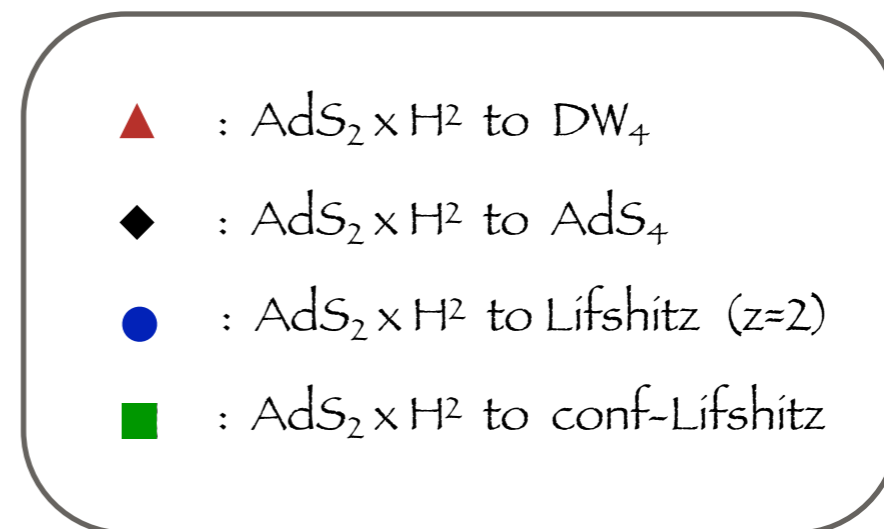 : AdS₂ x H² to DW₄
: AdS₂ x H² to AdS₄
: AdS₂ x H² to Lifshitz (z=2)
: AdS₂ x H² to conf-Lifshitz